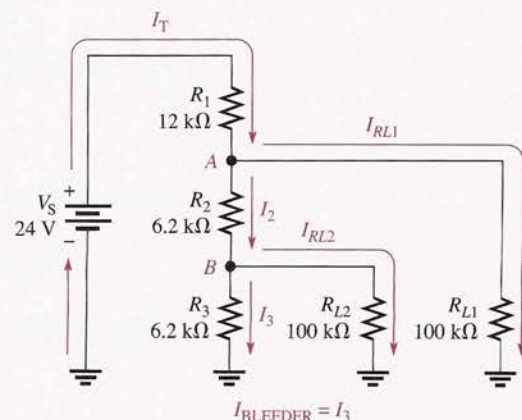 I_T
R_1
12 kΩ
I_RL1
A
V_S
24 V
+
−
R_2
6.2 kΩ
I_2
I_RL2
B
R_3
6.2 kΩ
I_3
R_L2
100 kΩ
R_L1
100 kΩ
I_BLEEDER = I_3